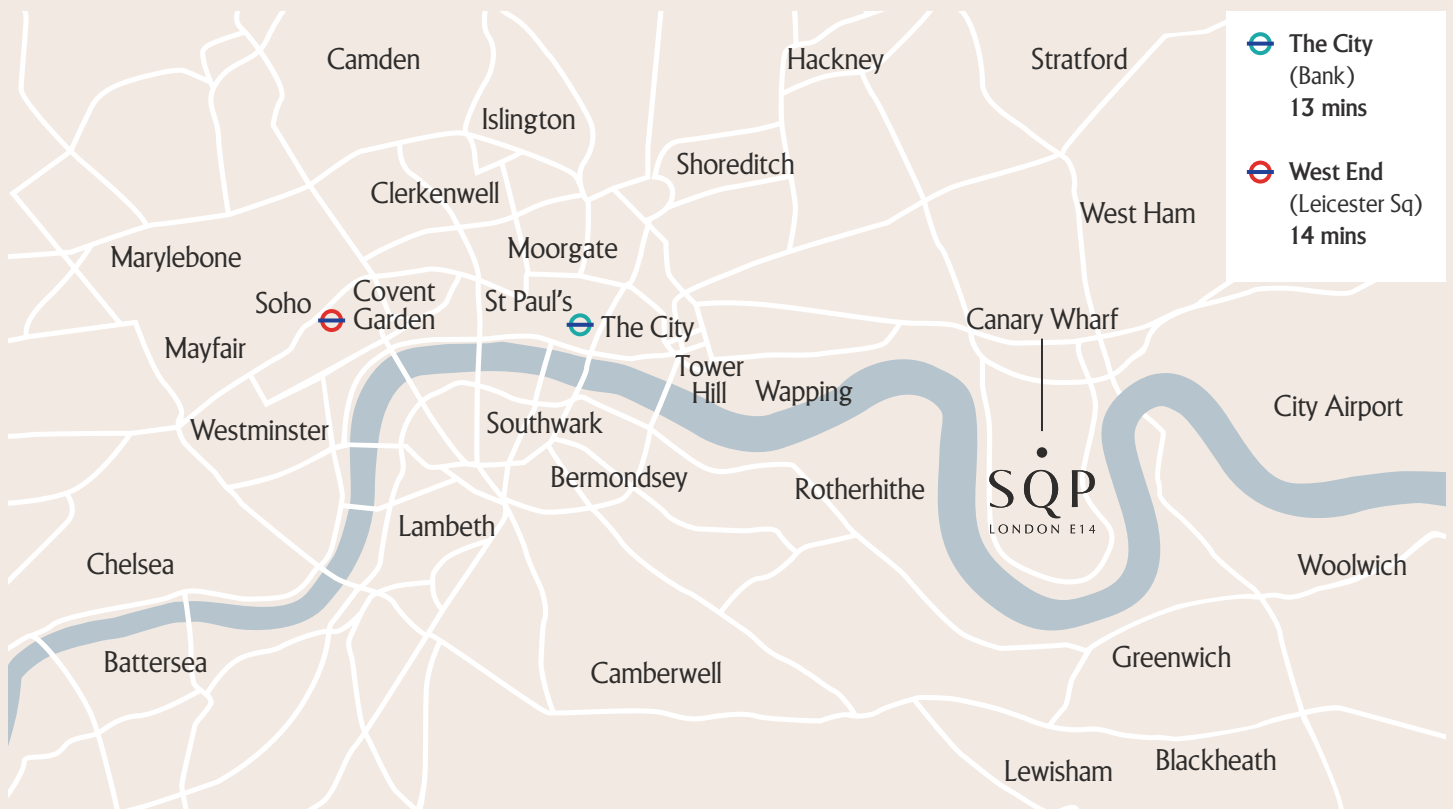 Camden
Hackney
Stratford
The City
(Bank)
13 mins
Islington
Shoreditch
West End
(Leicester Sq)
14 mins
Clerkenwell
West Ham
Marylebone
Moorgate
Soho
Covent
Garden
St Paul's
The City
Canary Wharf
Mayfair
Tower
Hill
Wapping
City Airport
Westminster
Southwark
Bermondsey
Rotherhithe
SQP
LONDON E14
Lambeth
Chelsea
Woolwich
Battersea
Camberwell
Greenwich
Lewisham
Blackheath